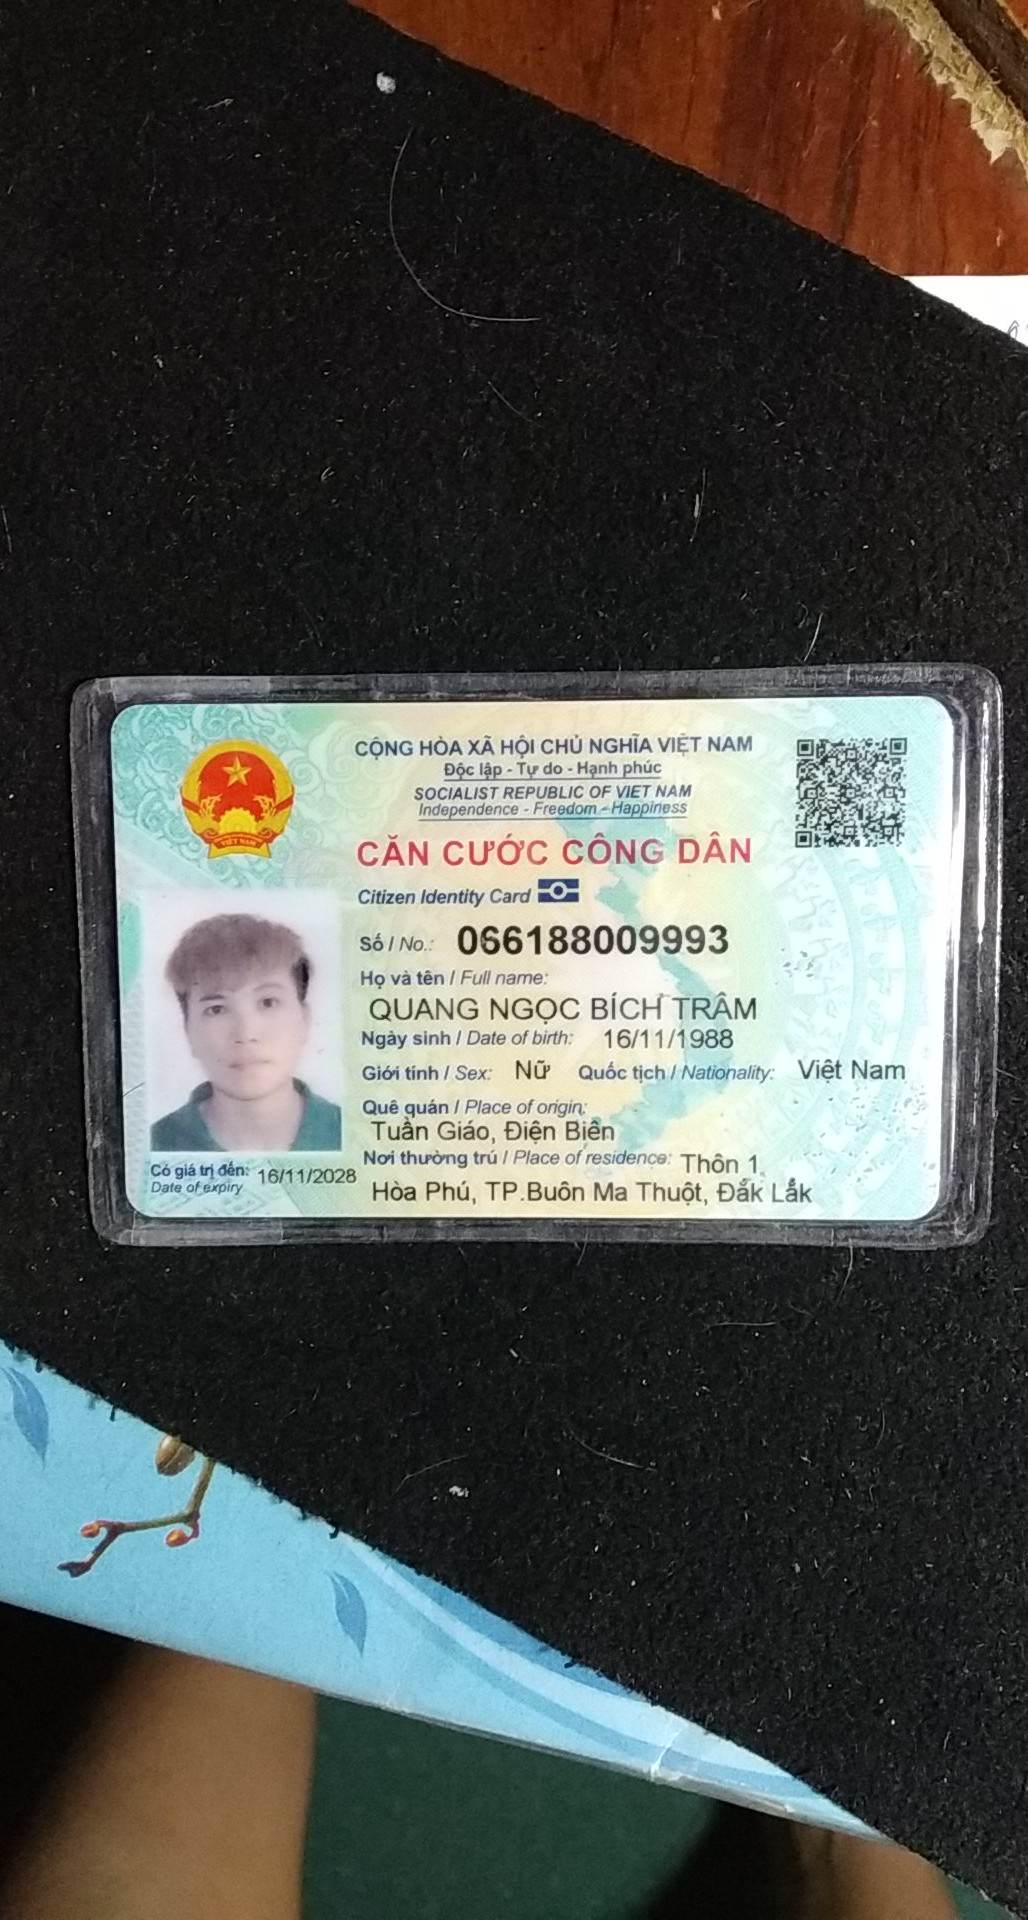 CỘNG HÒA XÃ HỘI CHỦ NGHĨA VIỆT NAM
Độc lập - Tự do - Hạnh phúc
SOCIALIST REPUBLIC OF VIET NAM
Independence - Freedom - Happiness
CĂN CƯỚC CÔNG DÂN
Citizen Identity Card
Số / No.: 066188009993
Họ và tên / Full name:
QUANG NGỌC BÍCH TRÂM
Ngày sinh / Date of birth: 16/11/1988
Giới tính / Sex: Nữ Quốc tịch / Nationality: Việt Nam
Quê quán / Place of origin:
Tuần Giáo, Điện Biên
Nơi thường trú / Place of residence: Thôn 1
Hòa Phú, TP.Buôn Ma Thuột, Đắk Lắk
Có giá trị đến: 16/11/2028
Date of expiry
VIỆT NAM